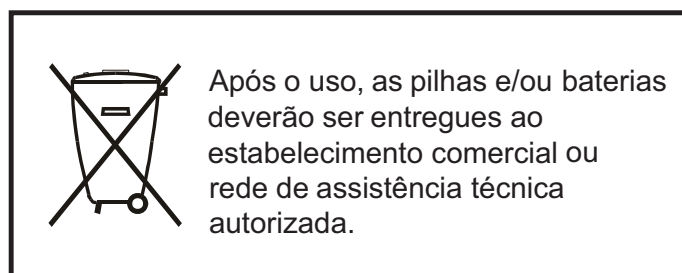 Após o uso, as pilhas e/ou baterias
deverão ser entregues ao
estabelecimento comercial ou
rede de assistência técnica
autorizada.